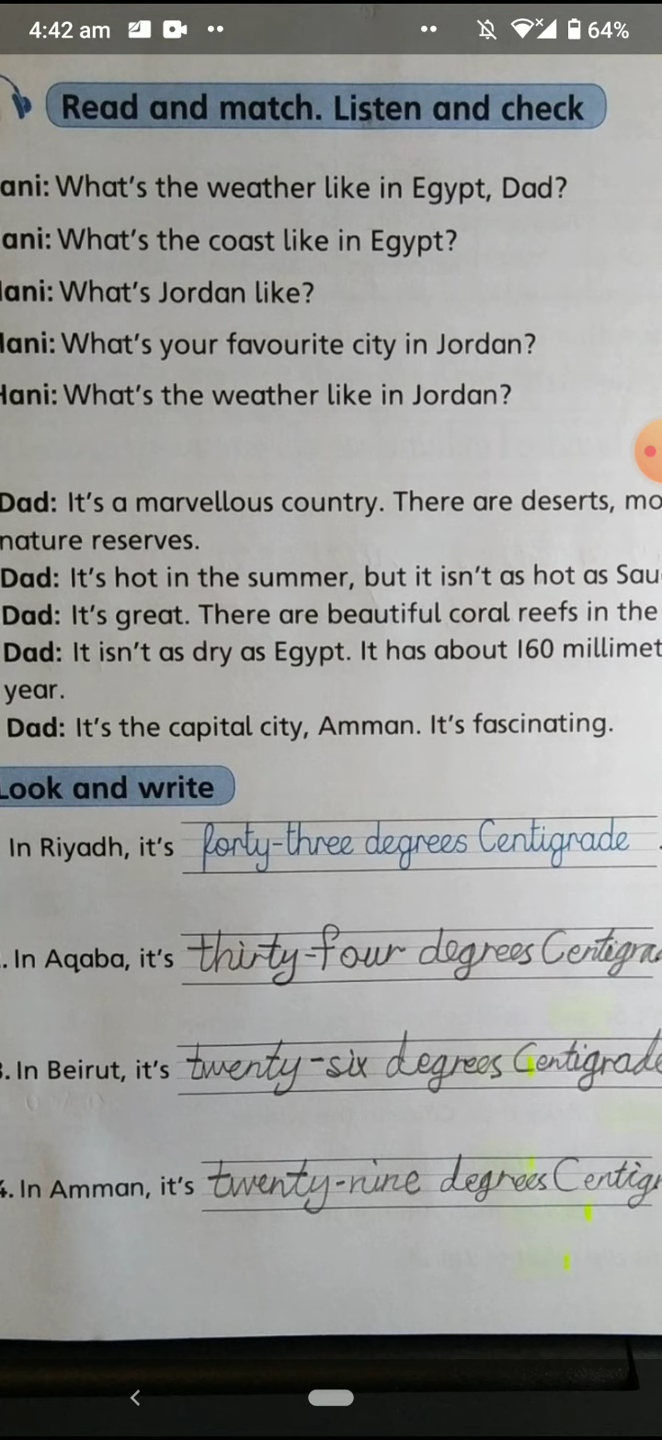 4:42 am
64%
Read and match. Listen and check
ani: What's the weather like in Egypt, Dad?
ani: What's the coast like in Egypt?
ani: What's Jordan like?
ani: What's your favourite city in Jordan?
Hani: What's the weather like in Jordan?
Dad: It's a marvellous country. There are deserts, mo
nature reserves.
Dad: It's hot in the summer, but it isn't as hot as Sau
Dad: It's great. There are beautiful coral reefs in the
Dad: It isn't as dry as Egypt. It has about 160 millimet
year.
Dad: It's the capital city, Amman. It's fascinating.
Look and write
In Riyadh, it's forty-three degrees Centigrade.
. In Aqaba, it's thirty-four degrees Centigra
3. In Beirut, it's twenty-six degrees Centigrade
4. In Amman, it's twenty-nine degrees Centigr